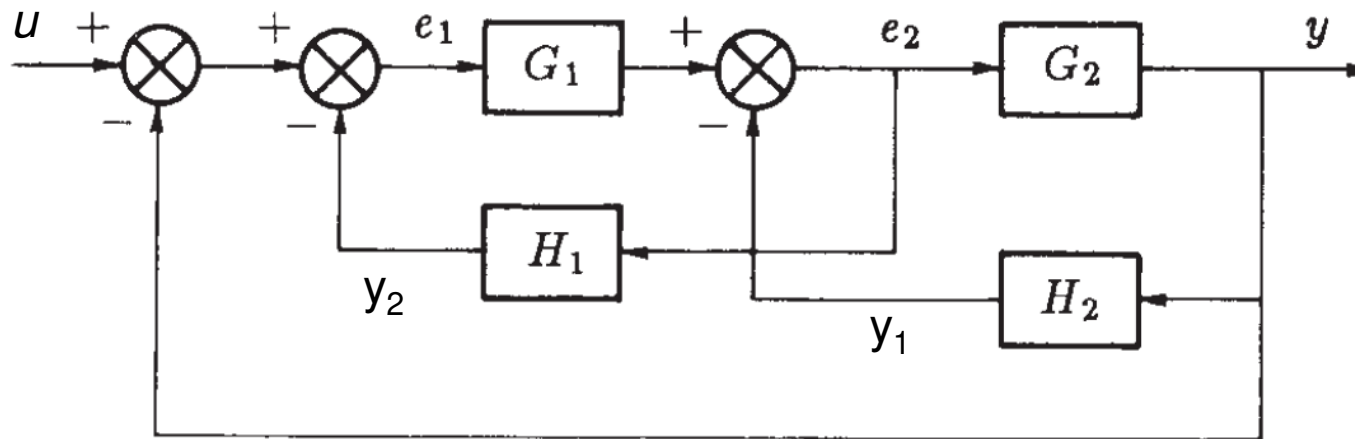 u + + e₁ G₁ + e₂ G₂ y
− − −
H₁ H₂
y₂ y₁